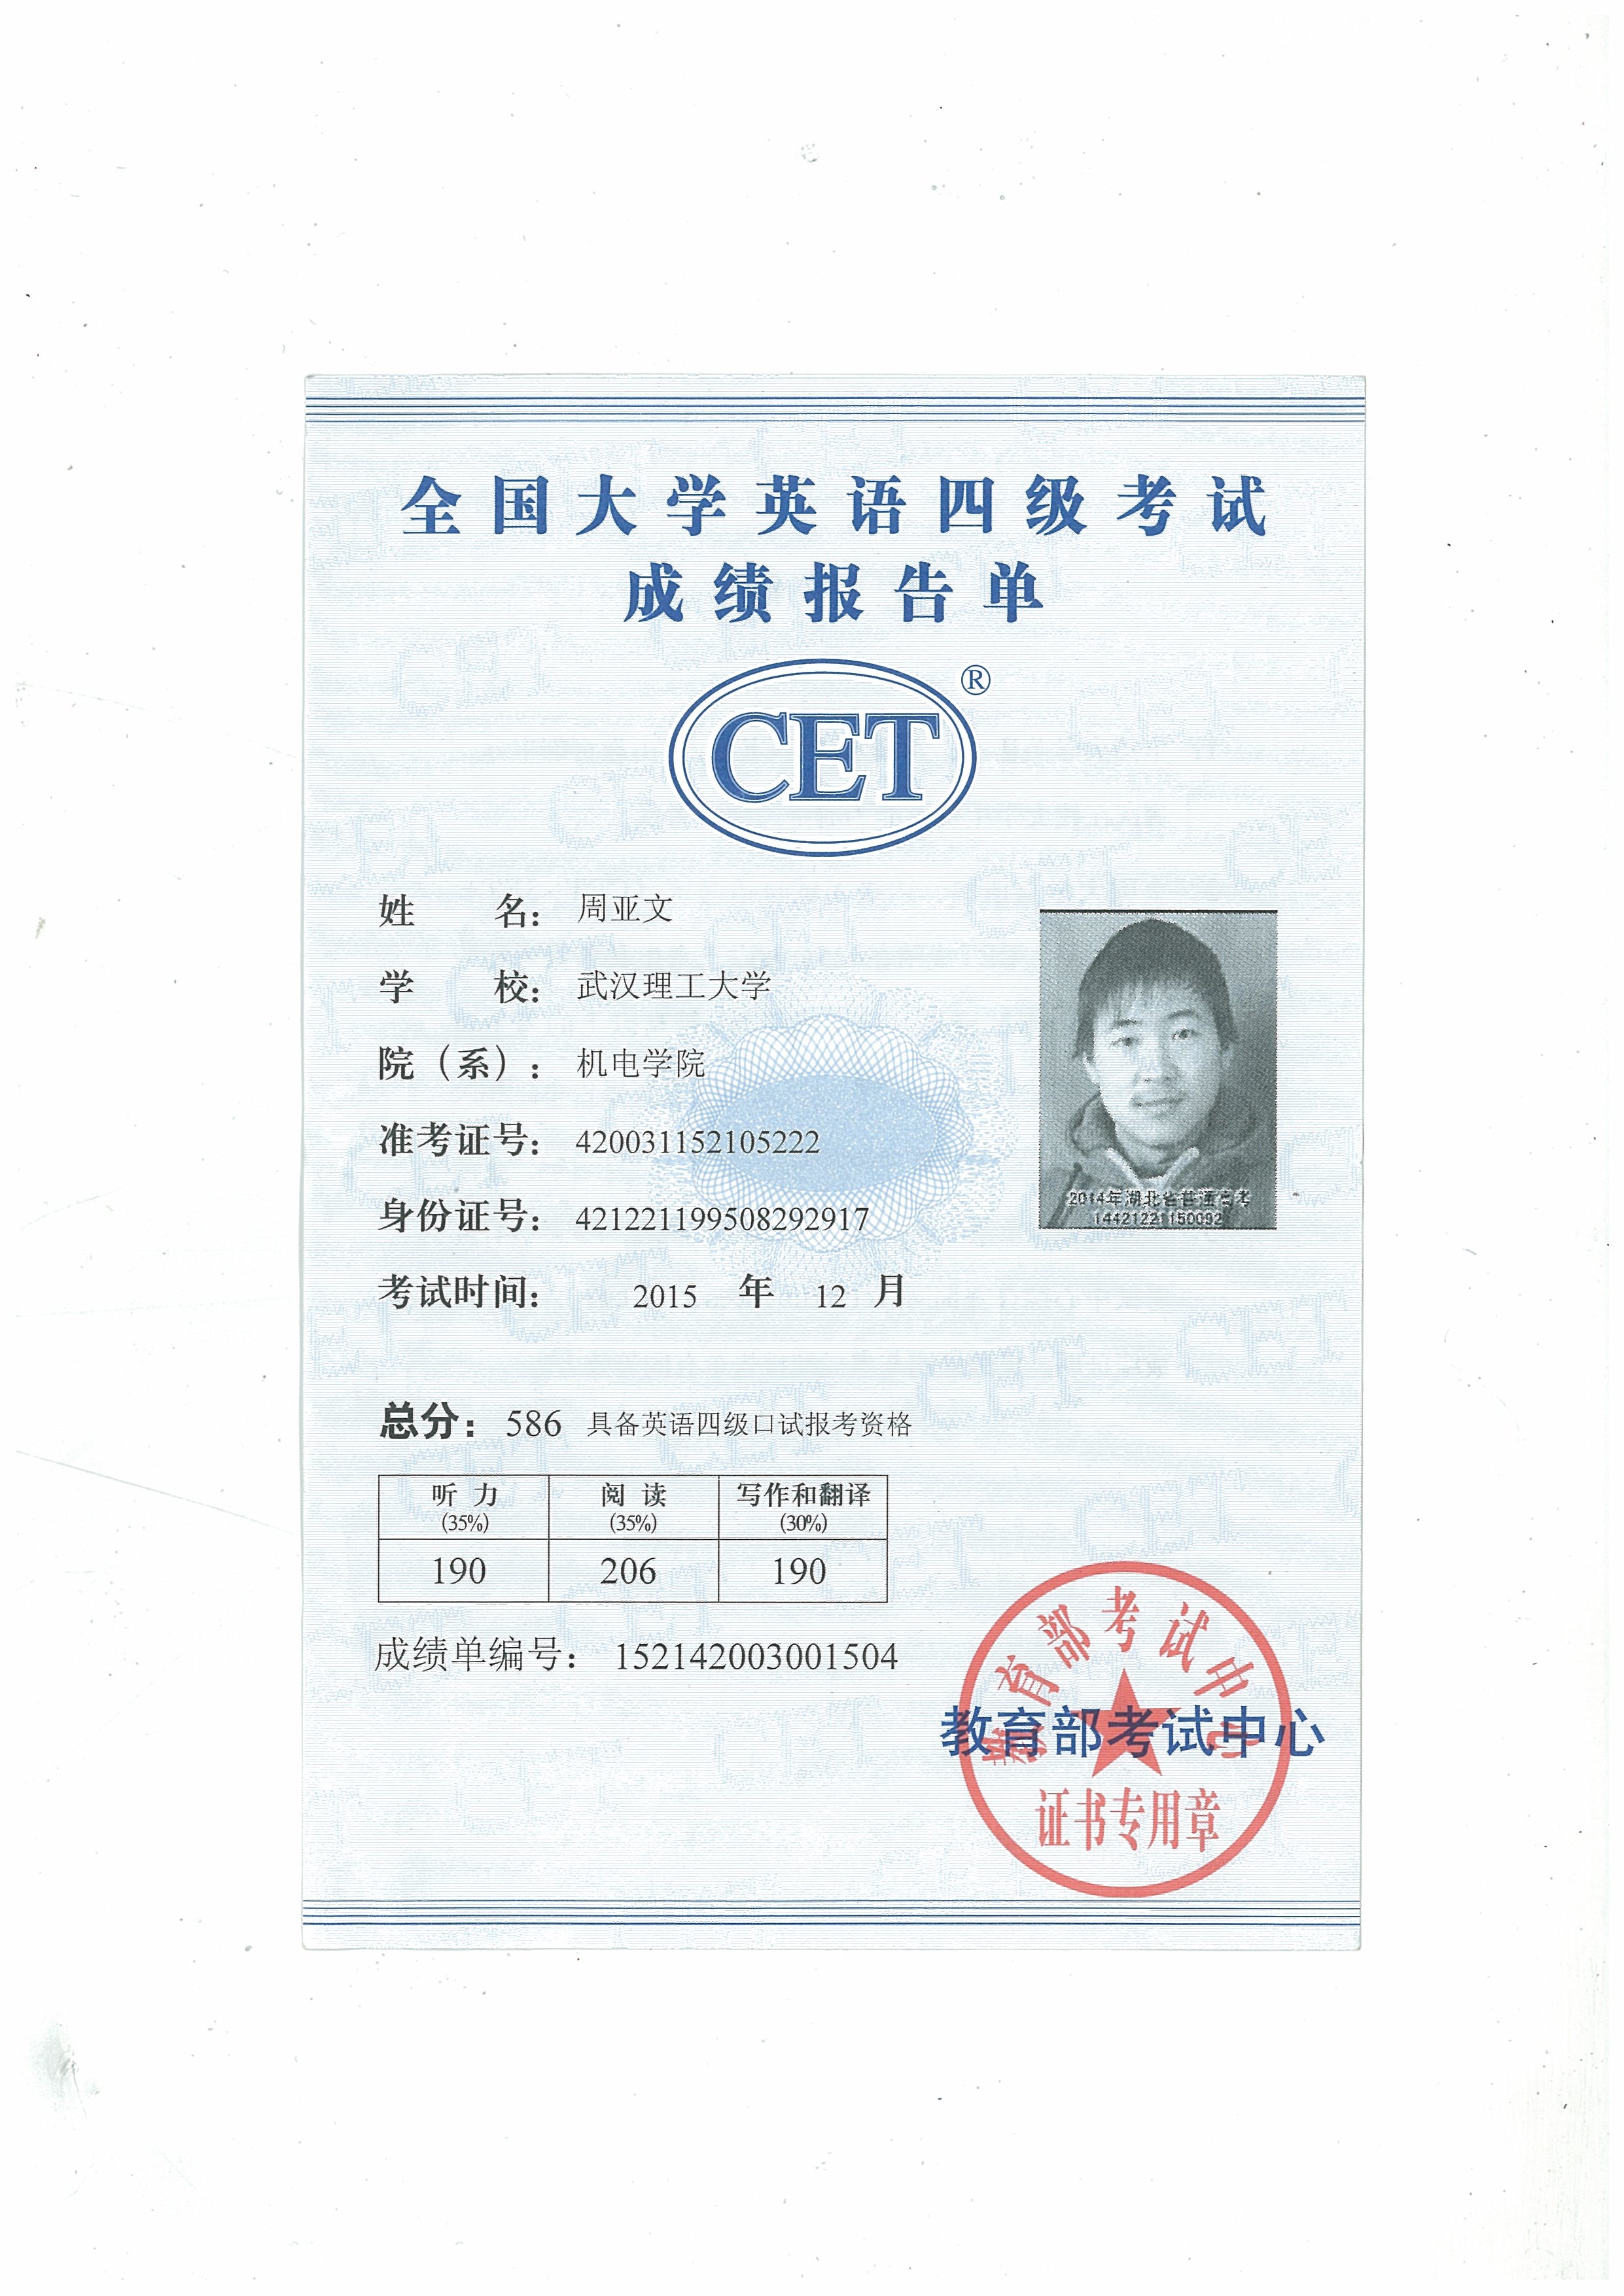 全国大学英语四级考试
成绩报告单
CET®
姓 名： 周亚文
学 校： 武汉理工大学
院（系）： 机电学院
准考证号： 420031152105222
身份证号： 421221199508292917
2014年湖北省普通高考
14421221150092
考试时间： 2015 年 12 月
总分： 586 具备英语四级口试报考资格
听 力 阅 读 写作和翻译
(35%) (35%) (30%)
190 206 190
成绩单编号： 152142003001504
教育部考试中心
教育部考试中心
证书专用章